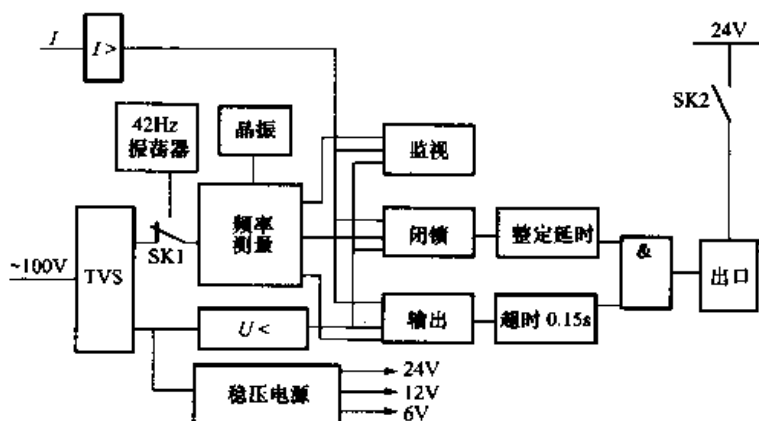 I
I >
24V
SK2
42Hz
振荡器
晶振
监视
频率
测量
SK1
闭锁
整定延时
~100V
TVS
&
出口
U <
输出
超时 0.15s
稳压电源
24V
12V
6V